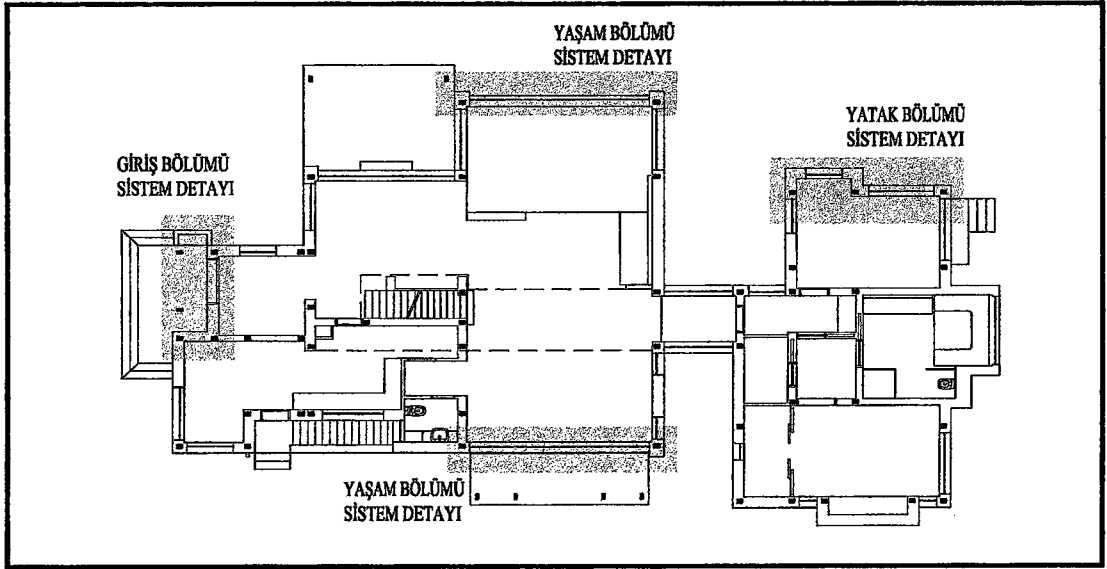 YAŞAM BÖLÜMÜ
SİSTEM DETAYI
YATAK BÖLÜMÜ
SİSTEM DETAYI
GİRİŞ BÖLÜMÜ
SİSTEM DETAYI
YAŞAM BÖLÜMÜ
SİSTEM DETAYI